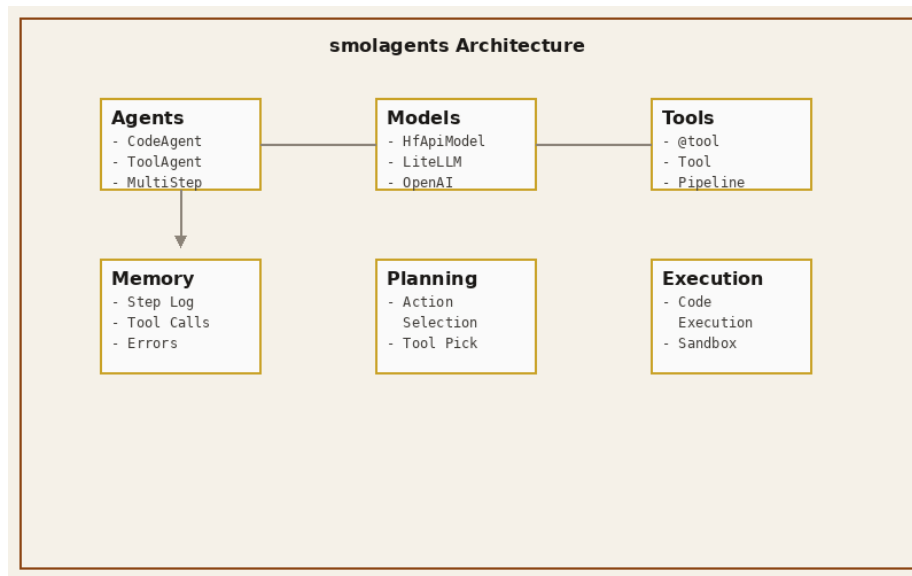 smolagents Architecture
Agents
- CodeAgent
- ToolAgent
- MultiStep
Models
- HfApiModel
- LiteLLM
- OpenAI
Tools
- @tool
- Tool
- Pipeline
Memory
- Step Log
- Tool Calls
- Errors
Planning
- Action
Selection
- Tool Pick
Execution
- Code
Execution
- Sandbox